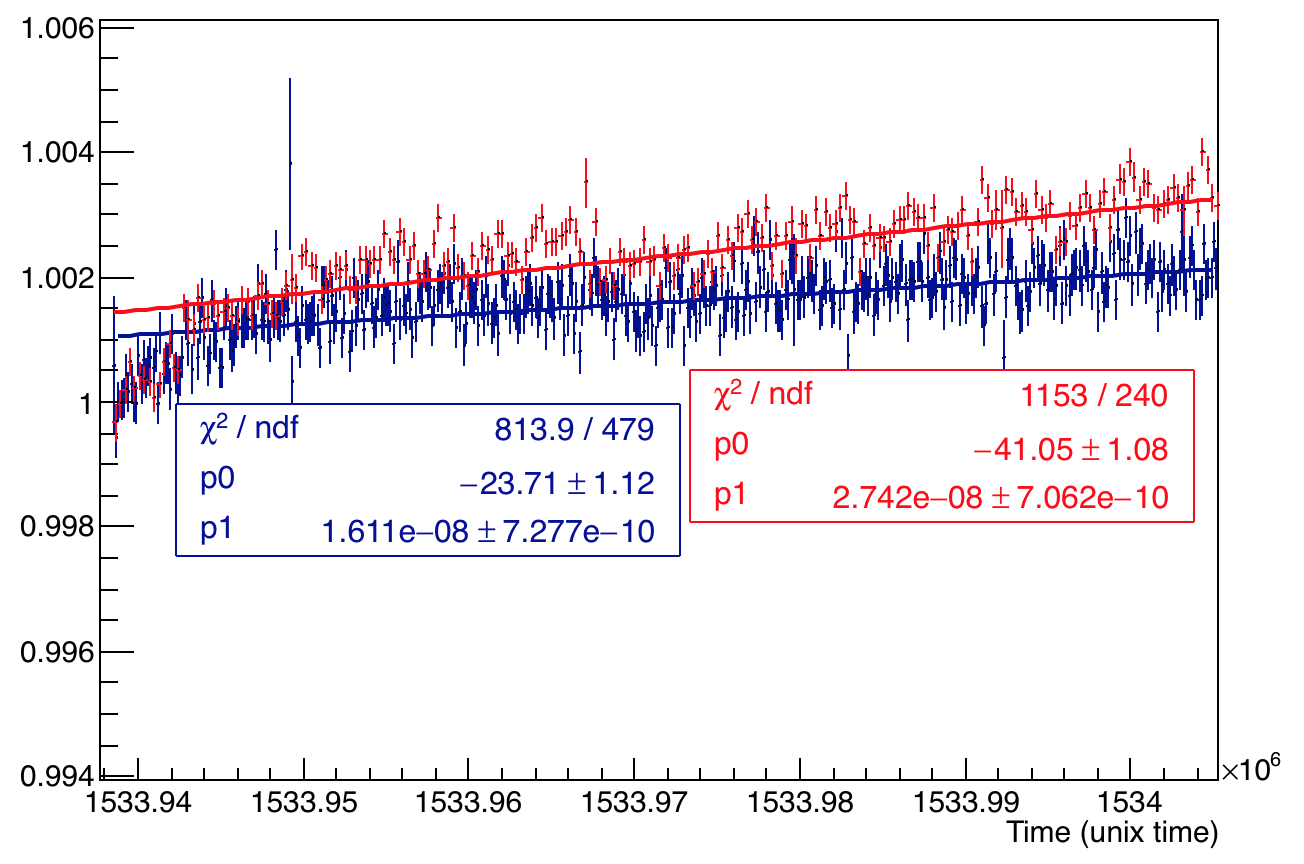 1.006
1.004
1.002
1
0.998
0.996
0.994
χ² / ndf 813.9 / 479
p0 −23.71 ± 1.12
p1 1.611e−08 ± 7.277e−10
χ² / ndf 1153 / 240
p0 −41.05 ± 1.08
p1 2.742e−08 ± 7.062e−10
1533.94 1533.95 1533.96 1533.97 1533.98 1533.99 1534
×10⁶
Time (unix time)